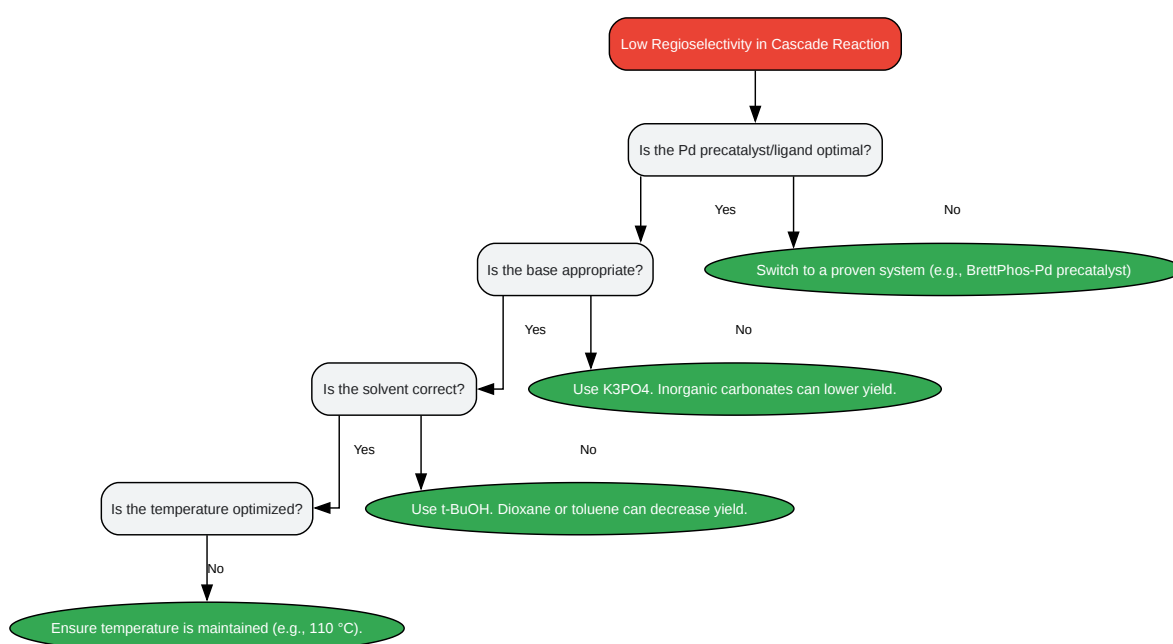 Low Regioselectivity in Cascade Reaction
Is the Pd precatalyst/ligand optimal?
Yes
No
Is the base appropriate?
Switch to a proven system (e.g., BrettPhos-Pd precatalyst)
Yes
No
Is the solvent correct?
Use K3PO4. Inorganic carbonates can lower yield.
Yes
No
Is the temperature optimized?
Use t-BuOH. Dioxane or toluene can decrease yield.
No
Ensure temperature is maintained (e.g., 110 °C).